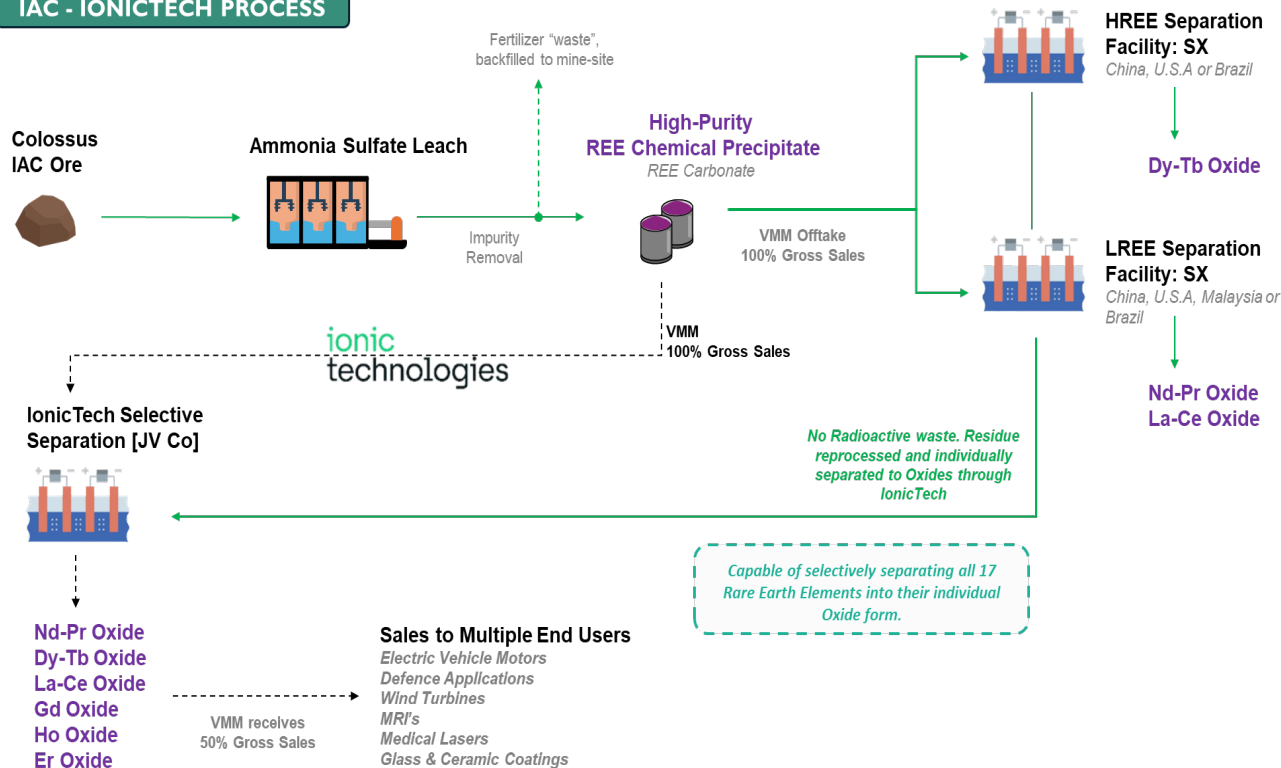 IAC - IONICTECH PROCESS
Fertilizer “waste”,
backfilled to mine-site
HREE Separation
Facility: SX
China, U.S.A or Brazil
Colossus
IAC Ore
Ammonia Sulfate Leach
High-Purity
REE Chemical Precipitate
REE Carbonate
Dy-Tb Oxide
Impurity
Removal
VMM Offtake
100% Gross Sales
LREE Separation
Facility: SX
China, U.S.A, Malaysia or
Brazil
VMM
100% Gross Sales
ionic
technologies
Nd-Pr Oxide
La-Ce Oxide
IonicTech Selective
Separation [JV Co]
No Radioactive waste. Residue
reprocessed and individually
separated to Oxides through
IonicTech
Capable of selectively separating all 17
Rare Earth Elements into their individual
Oxide form.
Nd-Pr Oxide
Dy-Tb Oxide
La-Ce Oxide
Gd Oxide
Ho Oxide
Er Oxide
VMM receives
50% Gross Sales
Sales to Multiple End Users
Electric Vehicle Motors
Defence Applications
Wind Turbines
MRI's
Medical Lasers
Glass & Ceramic Coatings